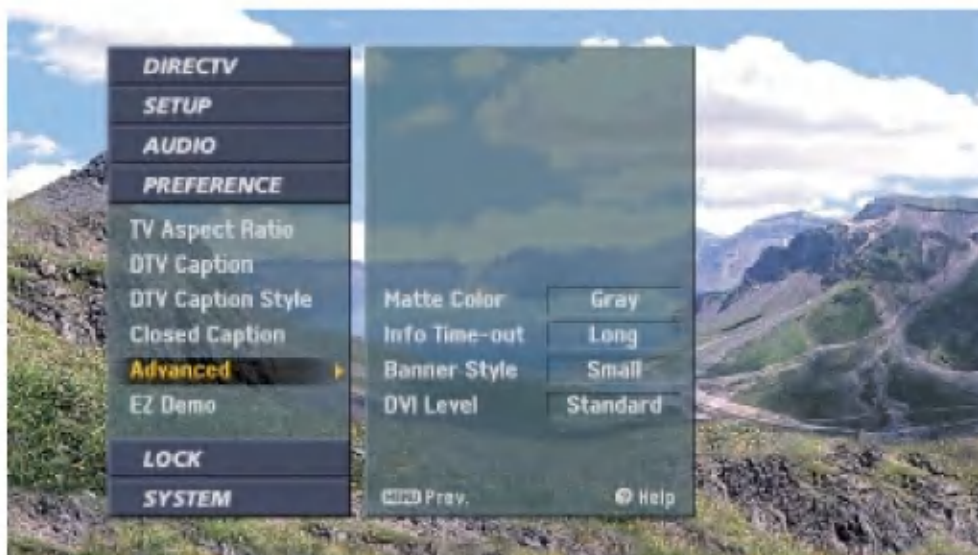 DIRECTV
SETUP
AUDIO
PREFERENCE
TV Aspect Ratio
DTV Caption
DTV Caption Style
Closed Caption
Advanced
EZ Demo
LOCK
SYSTEM
Matte Color Gray
Info Time-out Long
Banner Style Small
DVI Level Standard
MENU Prev.
? Help